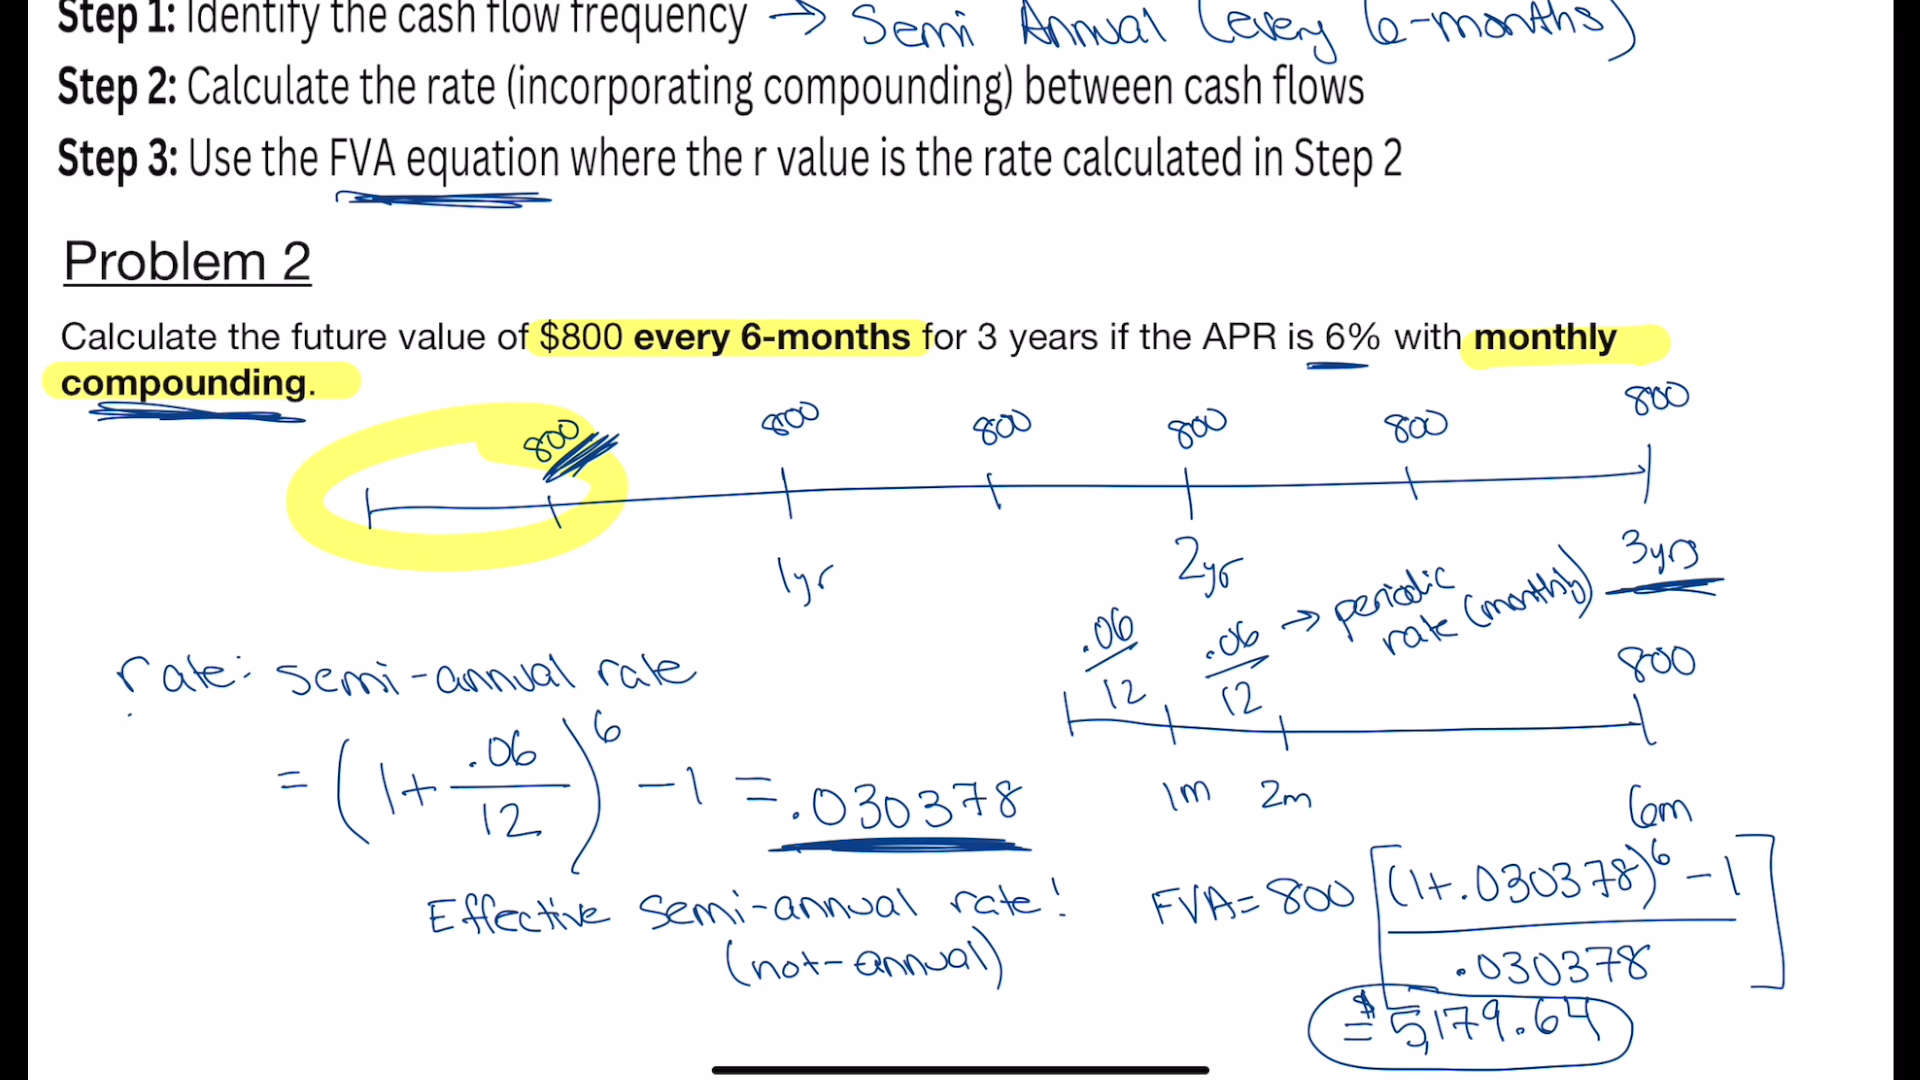 Step 1: Identify the cash flow frequency → Semi Annual (every 6-months)
Step 2: Calculate the rate (incorporating compounding) between cash flows
Step 3: Use the FVA equation where the r value is the rate calculated in Step 2
Problem 2
Calculate the future value of $800 every 6-months for 3 years if the APR is 6% with monthly
compounding.
800 800 800 800 800 800
1yr 2yr 3yrs
.06/12 .06/12 → periodic
rate (monthly)
800
1m 2m 6m
rate: semi-annual rate
= (1+ .06/12)^6 -1 = .030378
Effective semi-annual rate!
(not-annual)
FVA= 800 [(1+.030378)^6 -1 / .030378]
= $5,179.64